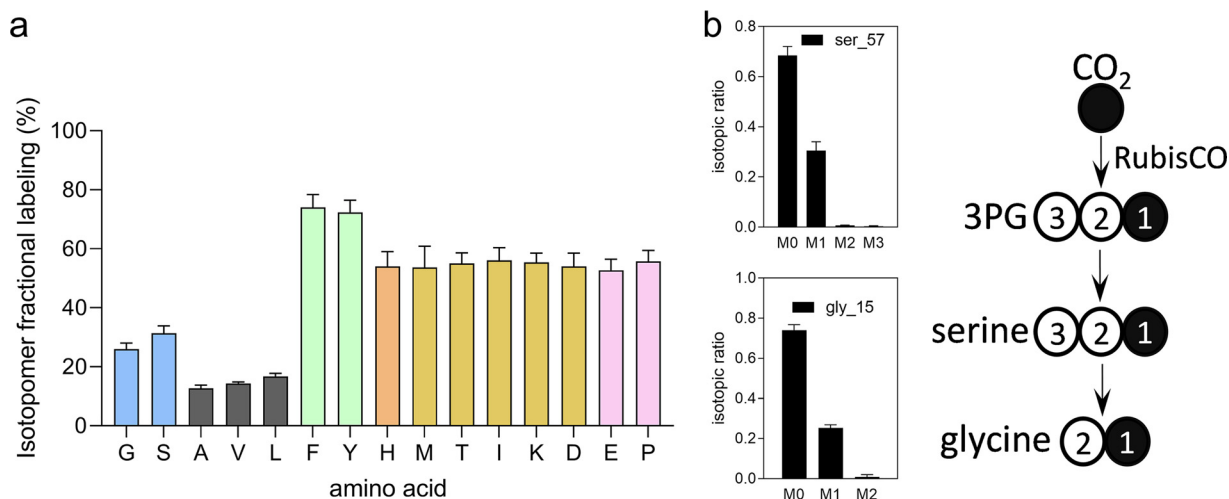 a
Isotopomer fractional labeling (%)
100
80
60
40
20
0
G S A V L F Y H M T I K D E P
amino acid
b
isotopic ratio
0.8
0.6
0.4
0.2
0.0
ser_57
M0 M1 M2 M3
isotopic ratio
1.0
0.8
0.6
0.4
0.2
0.0
gly_15
M0 M1 M2
CO₂
RubisCO
3PG 3 2 1
serine 3 2 1
glycine 2 1